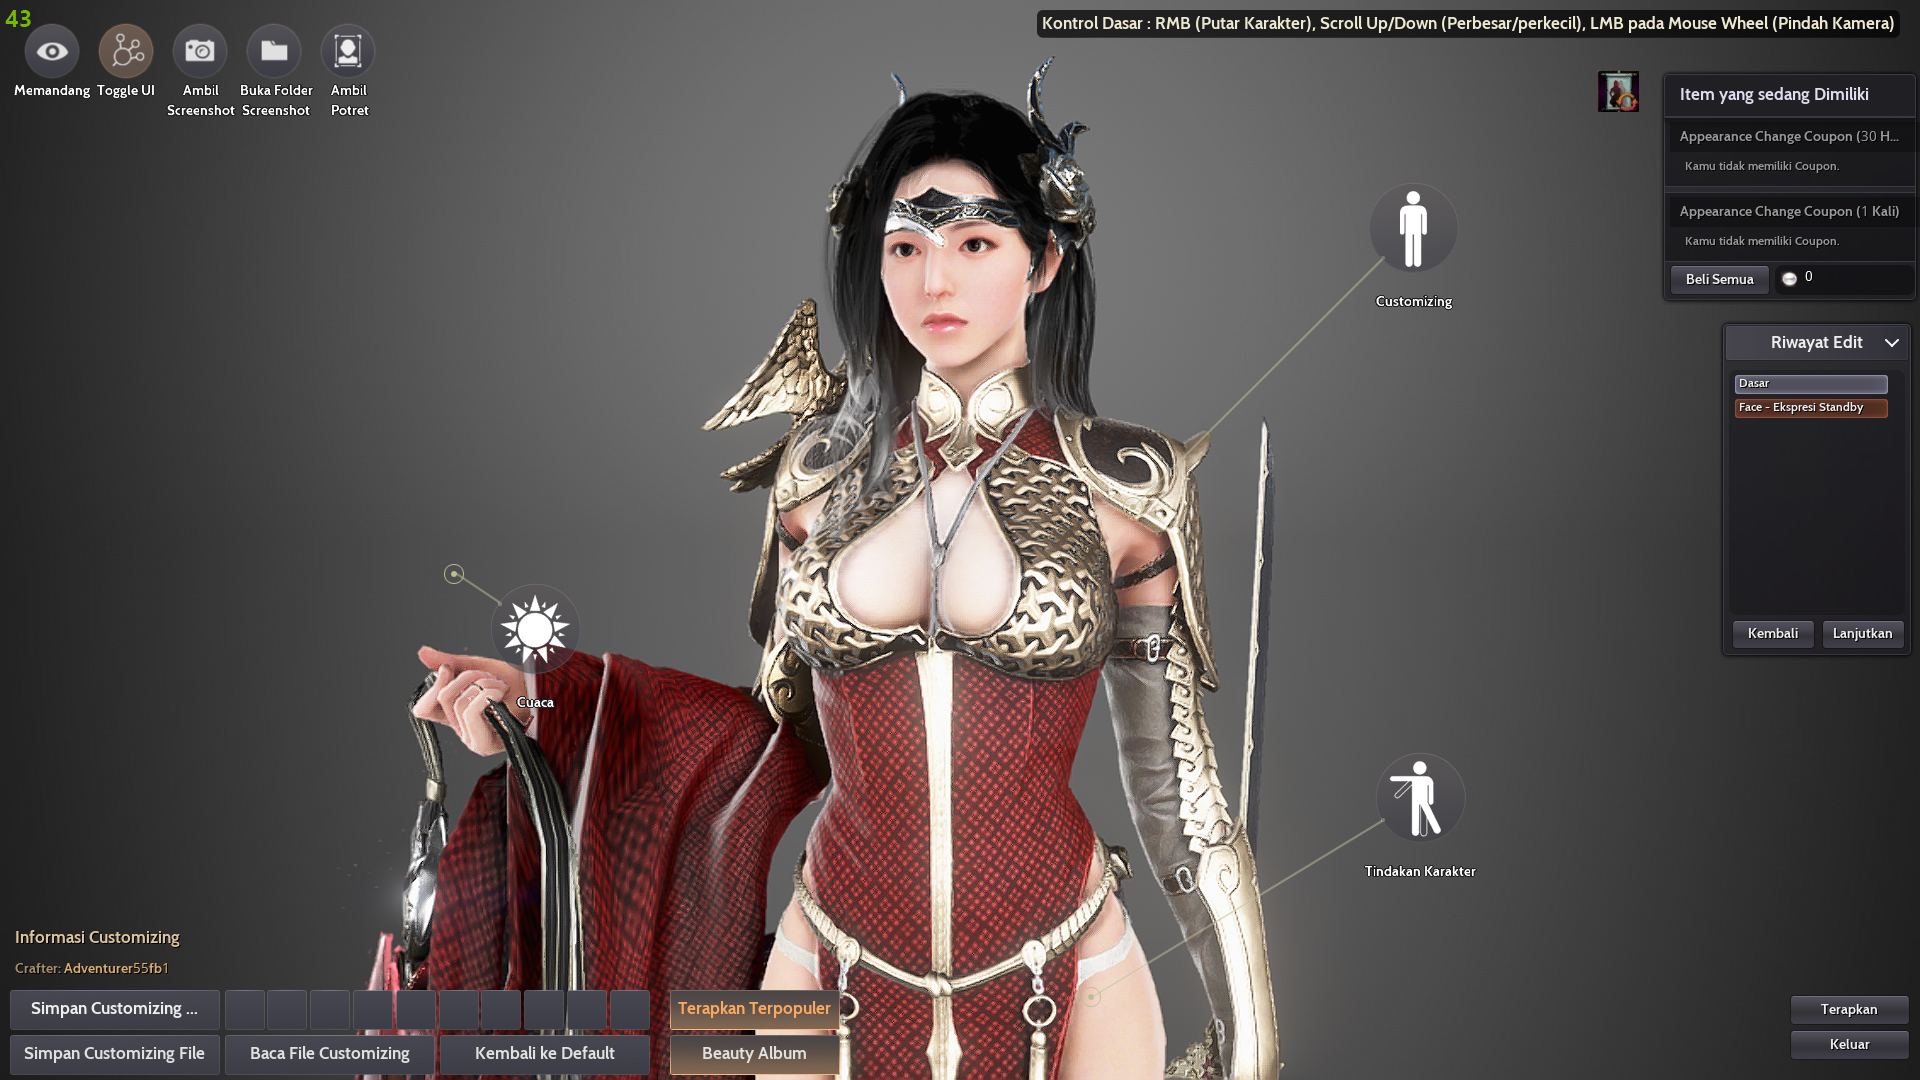 43
Kontrol Dasar : RMB (Putar Karakter), Scroll Up/Down (Perbesar/perkecil), LMB pada Mouse Wheel (Pindah Kamera)
Memandang
Toggle UI
Ambil
Screenshot
Buka Folder
Screenshot
Ambil
Potret
Item yang sedang Dimiliki
Appearance Change Coupon (30 H...
Kamu tidak memiliki Coupon.
Appearance Change Coupon (1 Kali)
Kamu tidak memiliki Coupon.
Beli Semua
0
Customizing
Riwayat Edit
Dasar
Face - Ekspresi Standby
Kembali
Lanjutkan
Cuaca
Tindakan Karakter
Informasi Customizing
Crafter: Adventurer55fb1
Simpan Customizing ...
Terapkan Terpopuler
Simpan Customizing File
Baca File Customizing
Kembali ke Default
Beauty Album
Terapkan
Keluar